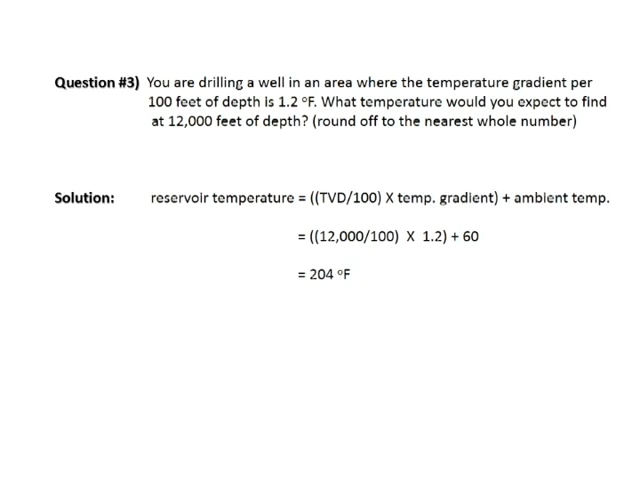 Question #3) You are drilling a well in an area where the temperature gradient per
100 feet of depth is 1.2 °F. What temperature would you expect to find
at 12,000 feet of depth? (round off to the nearest whole number)
Solution: reservoir temperature = ((TVD/100) X temp. gradient) + ambient temp.
= ((12,000/100) X 1.2) + 60
= 204 °F